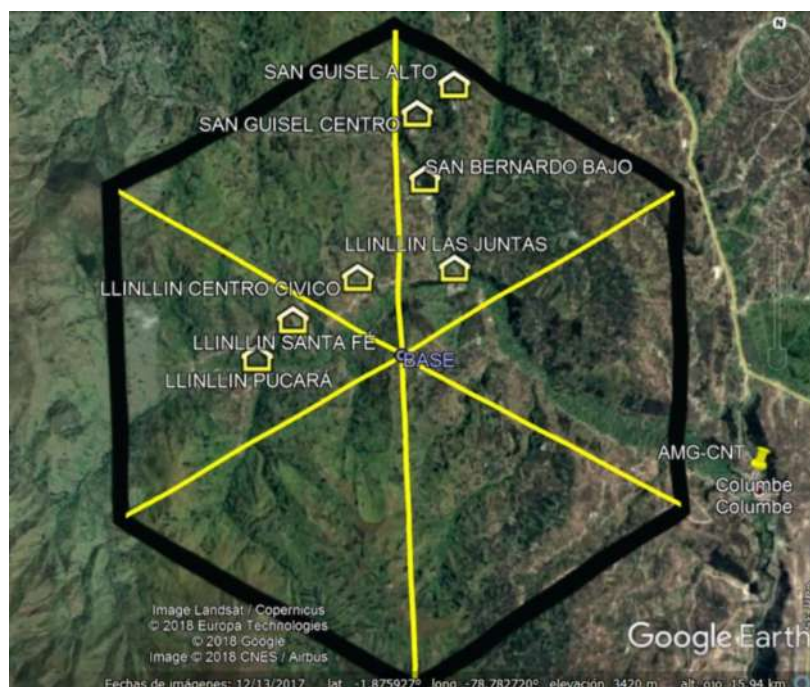 N
SAN GUISEL ALTO
SAN GUISEL CENTRO
SAN BERNARDO BAJO
LLINLLIN LAS JUNTAS
LLINLLIN CENTRO CIVICO
LLINLLIN SANTA FÉ
BASE
LLINLLIN PUCARÁ
AMG-CNT
Columbe
Columbe
Image Landsat / Copernicus
© 2018 Europa Technologies
© 2018 Google
Image © 2018 CNES / Airbus
Google Earth
Fechas de imágenes: 12/13/2017 lat. -1.875927° long. -78.782720° elevación 3420 m alt. ojo 15.94 km